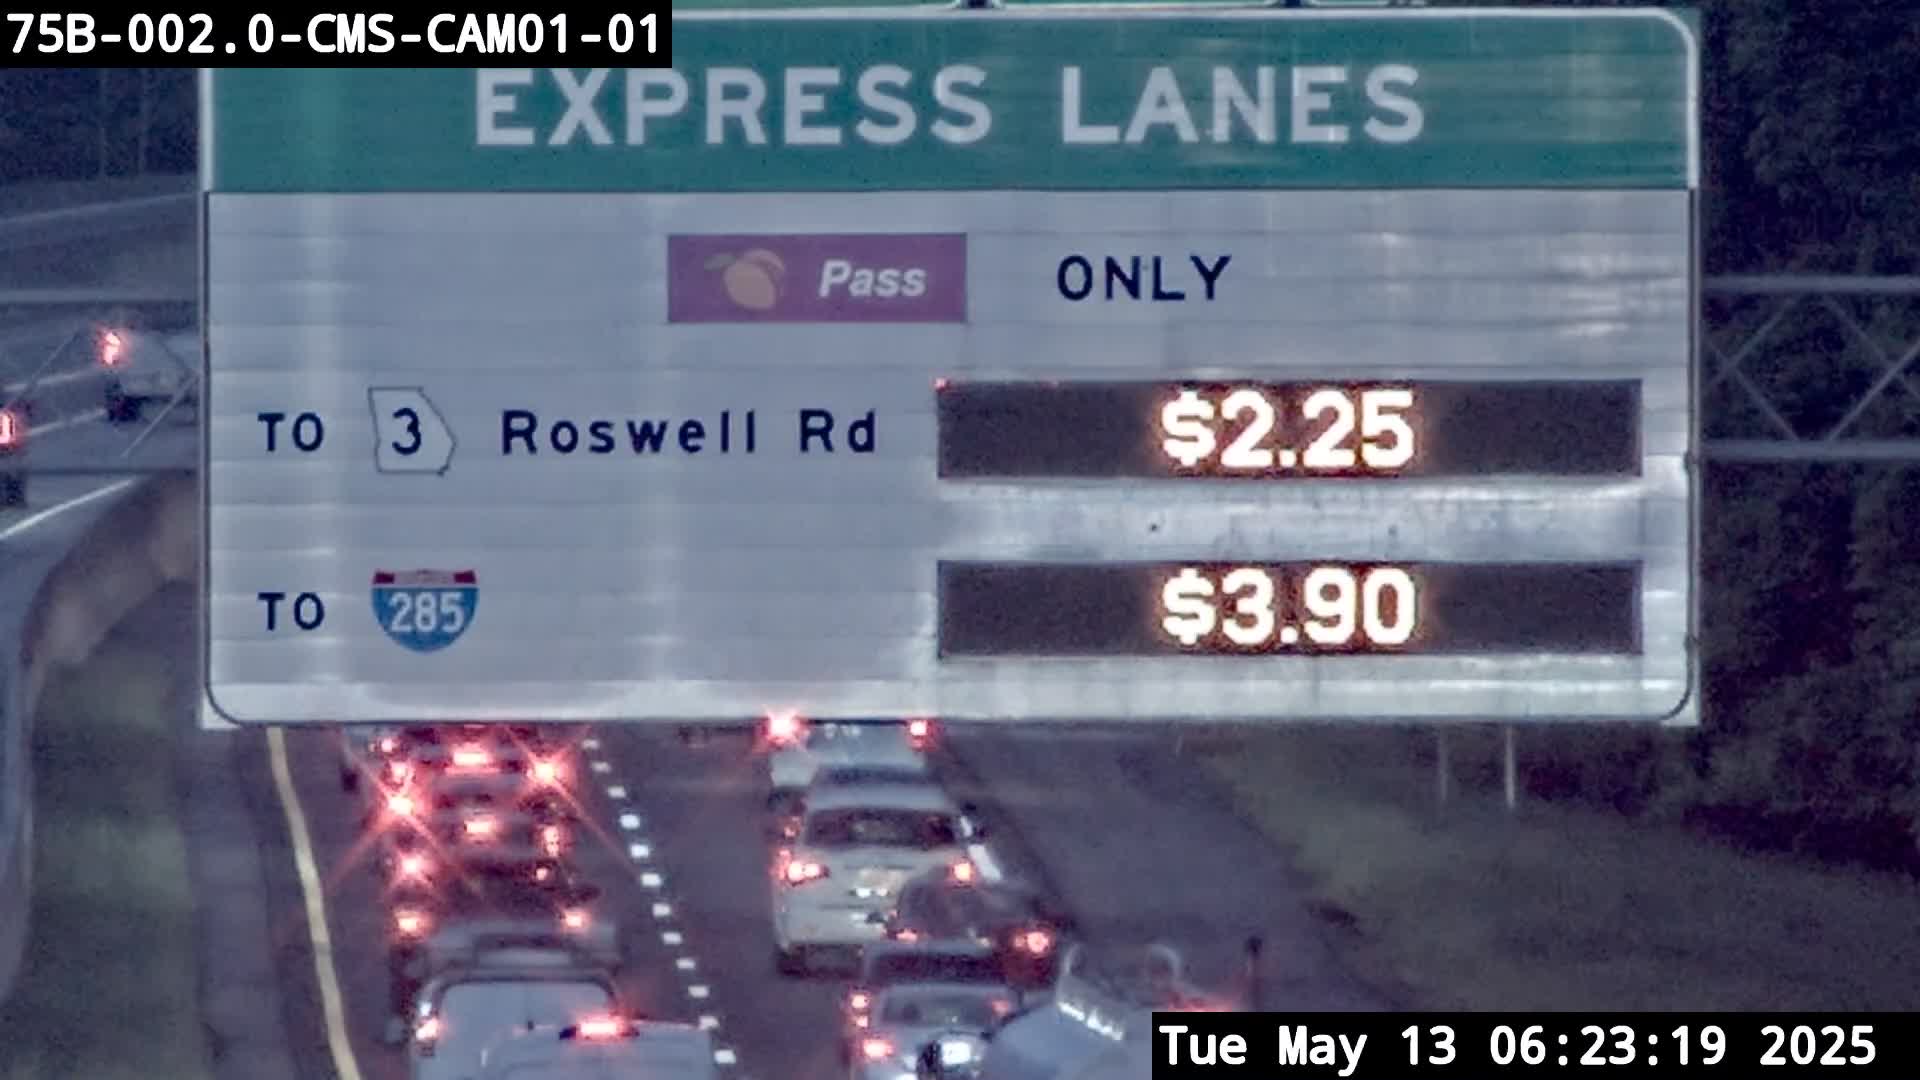 75B-002.0-CMS-CAM01-01
EXPRESS LANES
Pass ONLY
TO 3 Roswell Rd $2.25
TO 285 $3.90
Tue May 13 06:23:19 2025